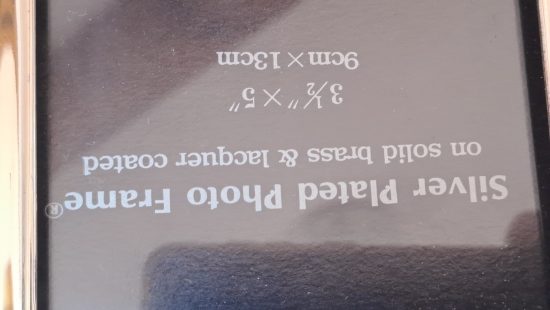 Silver Plated Photo Frame®
on solid brass & lacquer coated
3½" × 5"
9cm × 13cm